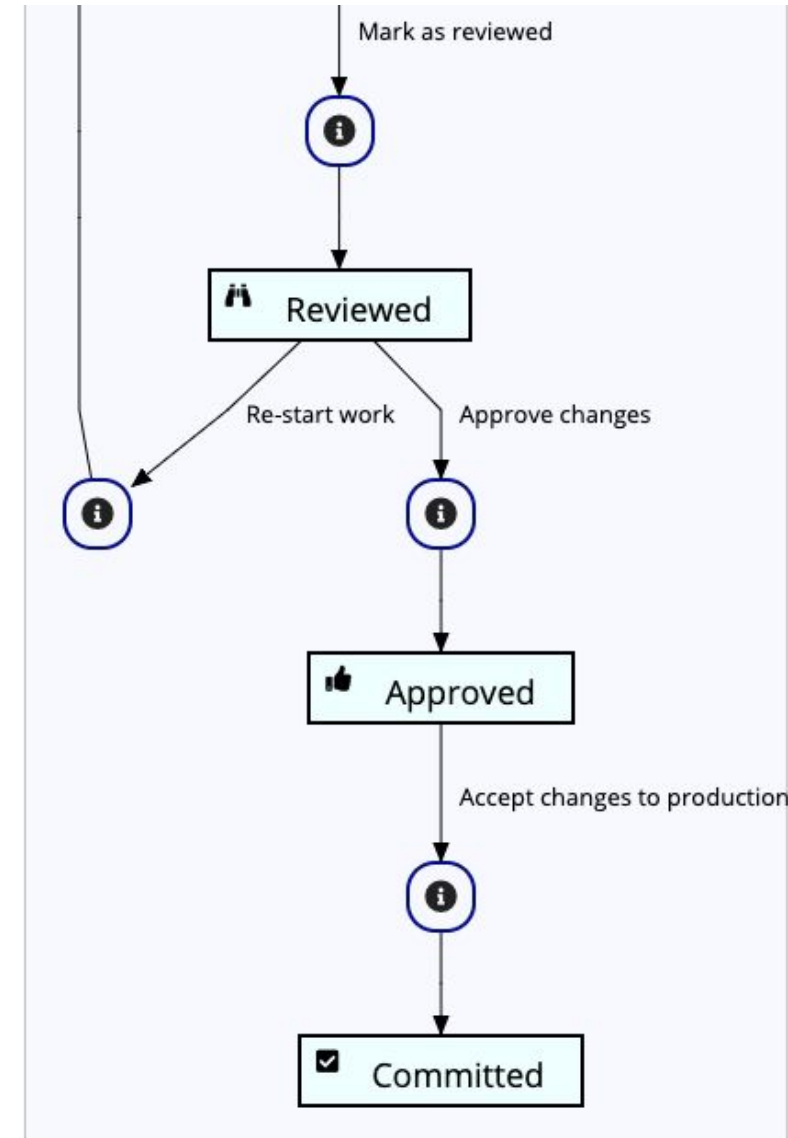 Mark as reviewed
Reviewed
Re-start work
Approve changes
Approved
Accept changes to production
Committed